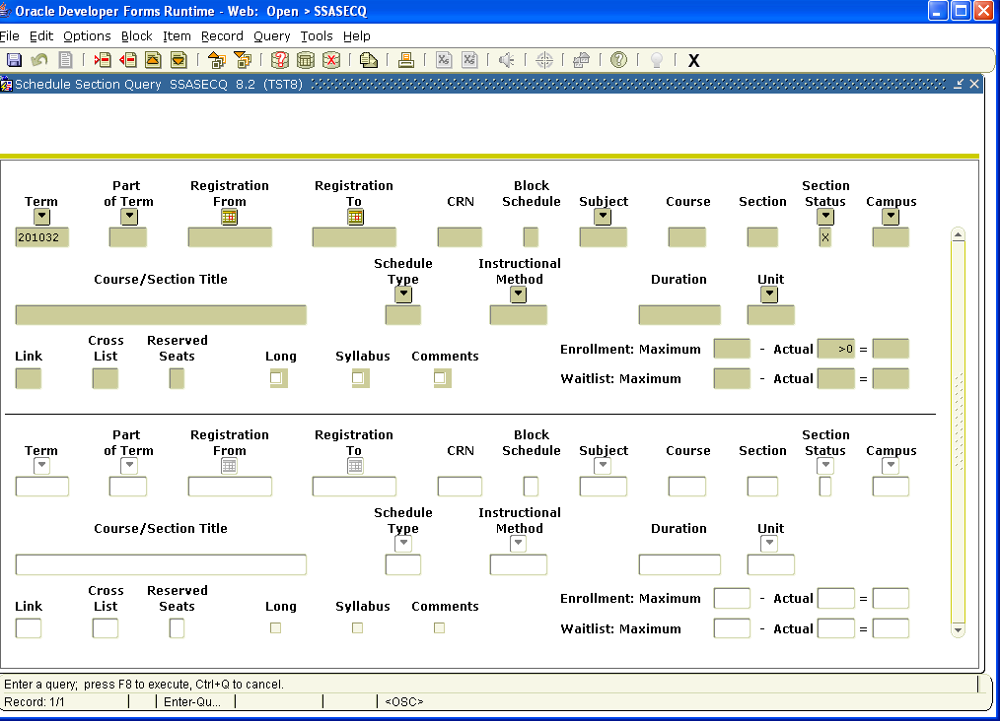 Oracle Developer Forms Runtime - Web:  Open > SSASECQ
File Edit Options Block Item Record Query Tools Help
X
Schedule Section Query  SSASECQ  8.2  (TST8)
Term Part of Term Registration From Registration To CRN Block Schedule Subject Course Section Section Status Campus
201032 X
Course/Section Title Schedule Type Instructional Method Duration Unit
Link Cross List Reserved Seats Long Syllabus Comments
Enrollment: Maximum - Actual >0 =
Waitlist: Maximum - Actual =
Term Part of Term Registration From Registration To CRN Block Schedule Subject Course Section Section Status Campus
Course/Section Title Schedule Type Instructional Method Duration Unit
Link Cross List Reserved Seats Long Syllabus Comments
Enrollment: Maximum - Actual =
Waitlist: Maximum - Actual =
Enter a query;  press F8 to execute, Ctrl+Q to cancel.
Record: 1/1 Enter-Qu... <OSC>